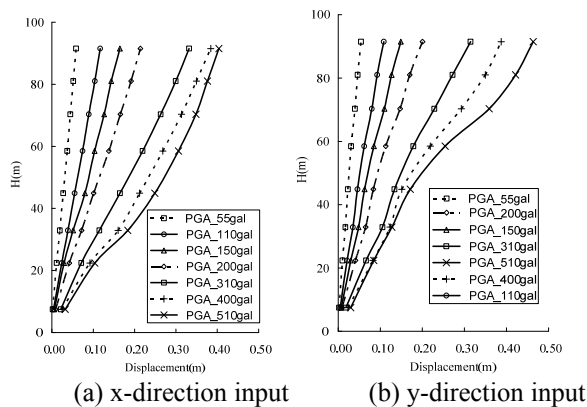 H(m)
100
80
60
40
20
0
PGA_55gal
PGA_110gal
PGA_150gal
PGA_200gal
PGA_310gal
PGA_400gal
PGA_510gal
0.00 0.10 0.20 0.30 0.40 0.50
Displacement(m)
(a) x-direction input
H(m)
100
80
60
40
20
0
PGA_55gal
PGA_200gal
PGA_150gal
PGA_310gal
PGA_510gal
PGA_400gal
PGA_110gal
0.00 0.10 0.20 0.30 0.40 0.50
Displacement(m)
(b) y-direction input